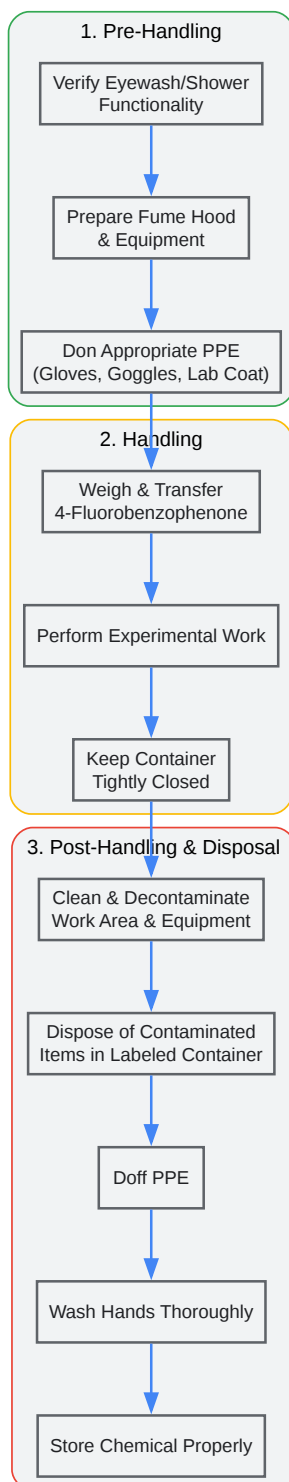 1. Pre-Handling
Verify Eyewash/Shower
Functionality
Prepare Fume Hood
& Equipment
Don Appropriate PPE
(Gloves, Goggles, Lab Coat)
2. Handling
Weigh & Transfer
4-Fluorobenzophenone
Perform Experimental Work
Keep Container
Tightly Closed
3. Post-Handling & Disposal
Clean & Decontaminate
Work Area & Equipment
Dispose of Contaminated
Items in Labeled Container
Doff PPE
Wash Hands Thoroughly
Store Chemical Properly